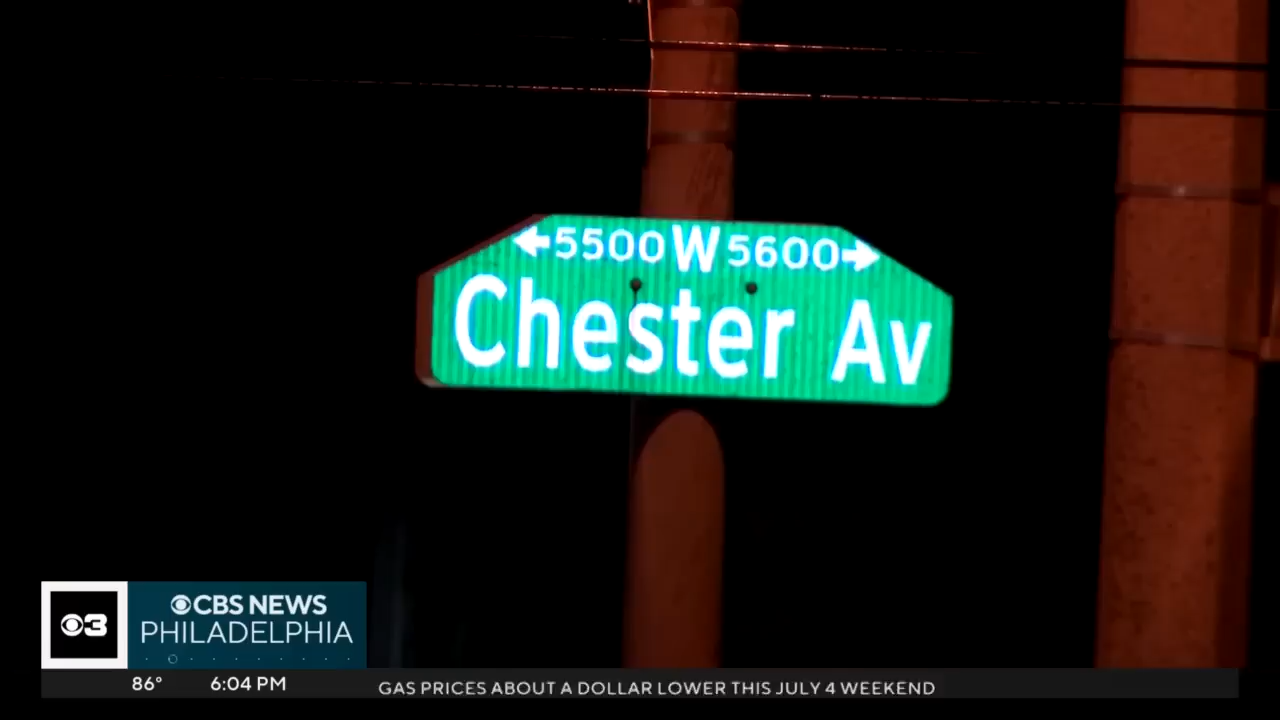 5500 W 5600
Chester Av
3
CBS NEWS
PHILADELPHIA
86° 6:04 PM GAS PRICES ABOUT A DOLLAR LOWER THIS JULY 4 WEEKEND